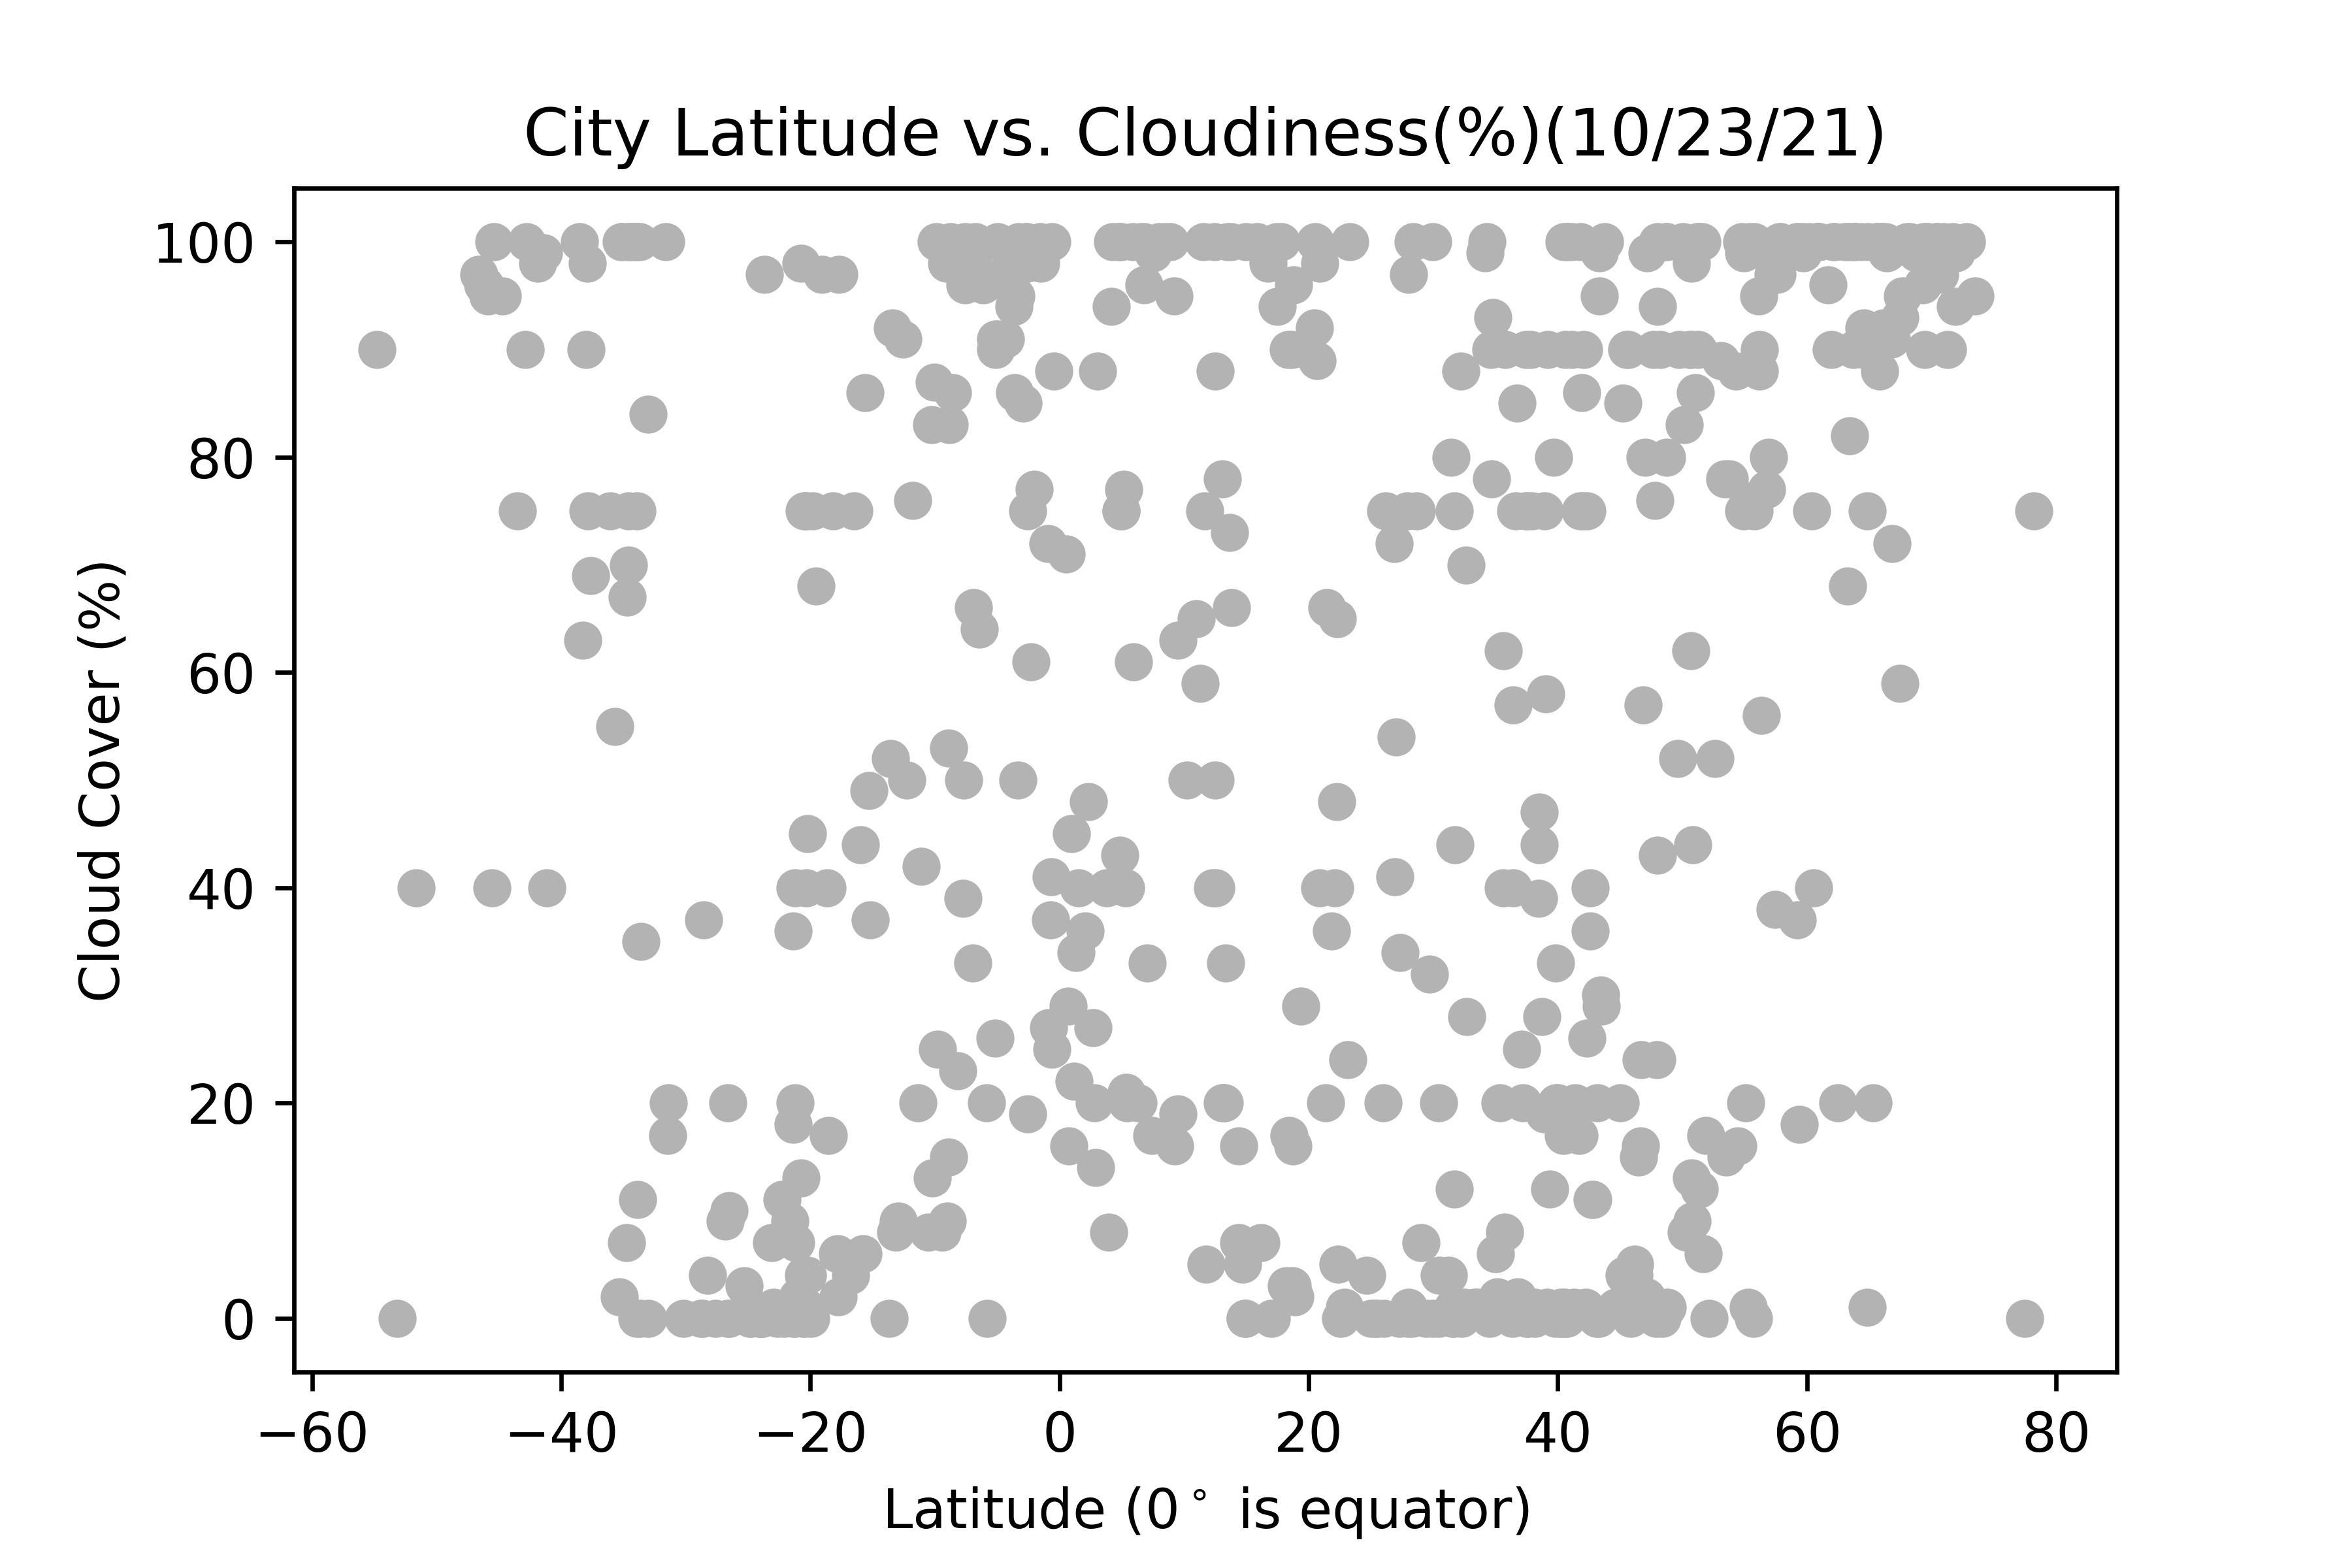 City Latitude vs. Cloudiness(%)(10/23/21)
Cloud Cover (%)
100
80
60
40
20
0
−60 −40 −20 0 20 40 60 80
Latitude (0° is equator)